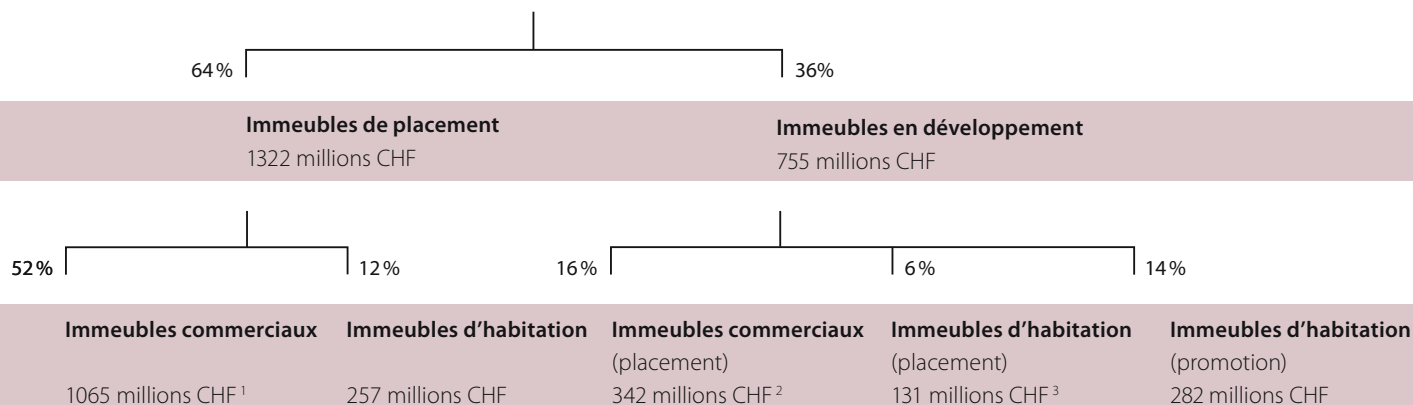 64 % 36%
Immeubles de placement
1322 millions CHF
Immeubles en développement
755 millions CHF
52 % 12 % 16 % 6 % 14 %
Immeubles commerciaux
1065 millions CHF 1
Immeubles d’habitation
257 millions CHF
Immeubles commerciaux
(placement)
342 millions CHF 2
Immeubles d’habitation
(placement)
131 millions CHF 3
Immeubles d’habitation
(promotion)
282 millions CHF